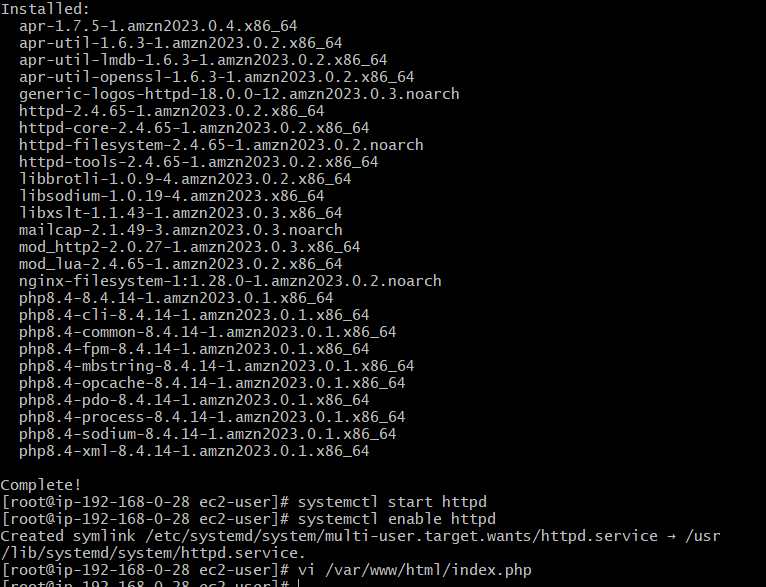 Installed:
apr-1.7.5-1.amzn2023.0.4.x86_64
apr-util-1.6.3-1.amzn2023.0.2.x86_64
apr-util-lmdb-1.6.3-1.amzn2023.0.2.x86_64
apr-util-openssl-1.6.3-1.amzn2023.0.2.x86_64
generic-logos-httpd-18.0.0-12.amzn2023.0.3.noarch
httpd-2.4.65-1.amzn2023.0.2.x86_64
httpd-core-2.4.65-1.amzn2023.0.2.x86_64
httpd-filesystem-2.4.65-1.amzn2023.0.2.noarch
httpd-tools-2.4.65-1.amzn2023.0.2.x86_64
libbrotli-1.0.9-4.amzn2023.0.2.x86_64
libsodium-1.0.19-4.amzn2023.x86_64
libxslt-1.1.43-1.amzn2023.0.3.x86_64
mailcap-2.1.49-3.amzn2023.0.3.noarch
mod_http2-2.0.27-1.amzn2023.0.3.x86_64
mod_lua-2.4.65-1.amzn2023.0.2.x86_64
nginx-filesystem-1:1.28.0-1.amzn2023.0.2.noarch
php8.4-8.4.14-1.amzn2023.0.1.x86_64
php8.4-cli-8.4.14-1.amzn2023.0.1.x86_64
php8.4-common-8.4.14-1.amzn2023.0.1.x86_64
php8.4-fpm-8.4.14-1.amzn2023.0.1.x86_64
php8.4-mbstring-8.4.14-1.amzn2023.0.1.x86_64
php8.4-opcache-8.4.14-1.amzn2023.0.1.x86_64
php8.4-pdo-8.4.14-1.amzn2023.0.1.x86_64
php8.4-process-8.4.14-1.amzn2023.0.1.x86_64
php8.4-sodium-8.4.14-1.amzn2023.0.1.x86_64
php8.4-xml-8.4.14-1.amzn2023.0.1.x86_64
Complete!
[root@ip-192-168-0-28 ec2-user]# systemctl start httpd
[root@ip-192-168-0-28 ec2-user]# systemctl enable httpd
Created symlink /etc/systemd/system/multi-user.target.wants/httpd.service → /usr
/lib/systemd/system/httpd.service.
[root@ip-192-168-0-28 ec2-user]# vi /var/www/html/index.php
[root@ip-192-168-0-28 ec2-user]#